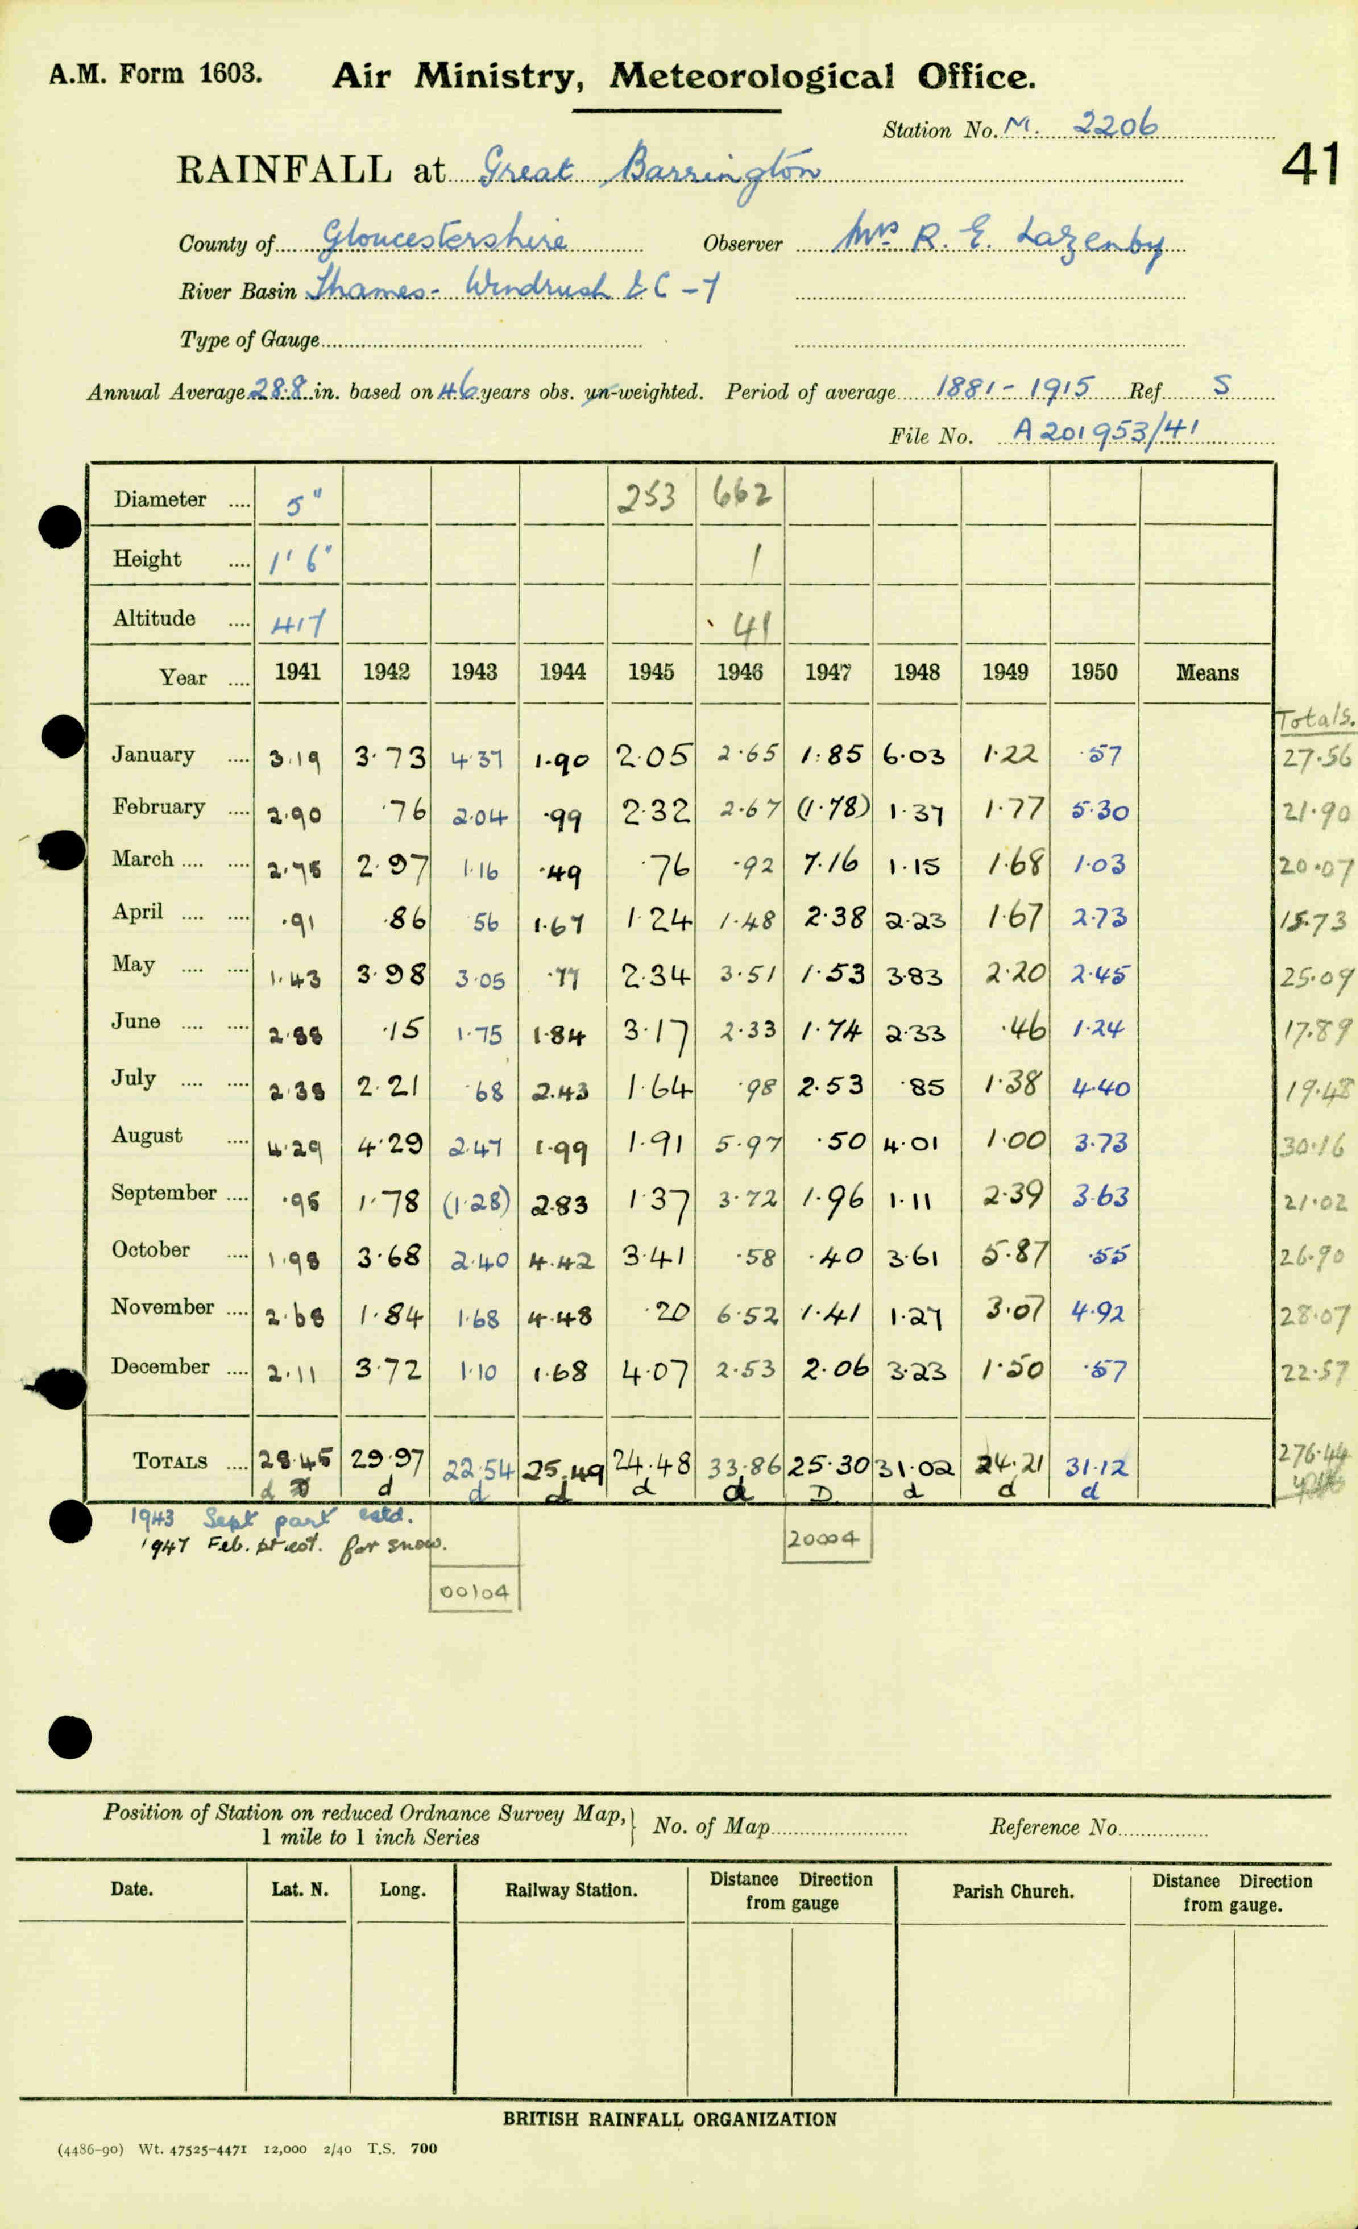 A.M. Form 1603. Air Ministry, Meteorological Office.
Station No. M. 2206
41
RAINFALL at Great Barrington
County of Gloucestershire Observer Mrs R. E. Lazenby
River Basin Thames - Windrush & C - 7
Type of Gauge
Annual Average 28.8 in. based on 46 years obs. un-weighted. Period of average 1881 - 1915 Ref. S
File No. A201953/41
Diameter .... 5" 253 662
Height .... 1' 6" 1
Altitude .... 417 41
Year .... 1941 1942 1943 1944 1945 1946 1947 1948 1949 1950 Means
Totals.
January .... 3.19 3.73 4.37 1.90 2.05 2.65 1.85 6.03 1.22 .57 27.56
February .... 2.90 .76 2.04 .99 2.32 2.67 (1.78) 1.37 1.77 5.30 21.90
March .... .... 2.75 2.97 1.16 .49 .76 .92 7.16 1.15 1.68 1.03 20.07
April .... .... .91 .86 56 1.67 1.24 1.48 2.38 2.23 1.67 2.73 15.73
May .... .... 1.43 3.98 3.05 .77 2.34 3.51 1.53 3.83 2.20 2.45 25.09
June .... .... 2.88 .15 1.75 1.84 3.17 2.33 1.74 2.33 .46 1.24 17.89
July .... .... 2.38 2.21 .68 2.43 1.64 .98 2.53 .85 1.38 4.40 19.48
August .... 4.29 4.29 2.47 1.99 1.91 5.97 .50 4.01 1.00 3.73 30.16
September .... .95 1.78 (1.28) 2.83 1.37 3.72 1.96 1.11 2.39 3.63 21.02
October .... 1.98 3.68 2.40 4.42 3.41 .58 .40 3.61 5.87 .55 26.90
November .... 2.68 1.84 1.68 4.48 .20 6.52 1.41 1.27 3.07 4.92 28.07
December .... 2.11 3.72 1.10 1.68 4.07 2.53 2.06 3.23 1.50 .57 22.57
TOTALS .... 28.45 29.97 22.54 25.49 24.48 33.86 25.30 31.02 24.21 31.12 276.44
d d d d d d D d d d
1943 Sept part estd.
1947 Feb. pt est. for snow.
20004
00104
Position of Station on reduced Ordnance Survey Map,
1 mile to 1 inch Series
No. of Map Reference No.
Date. Lat. N. Long. Railway Station. Distance Direction from gauge Parish Church. Distance Direction from gauge.
BRITISH RAINFALL ORGANIZATION
(4486-90) Wt. 47525-4471 12,000 2/40 T.S. 700